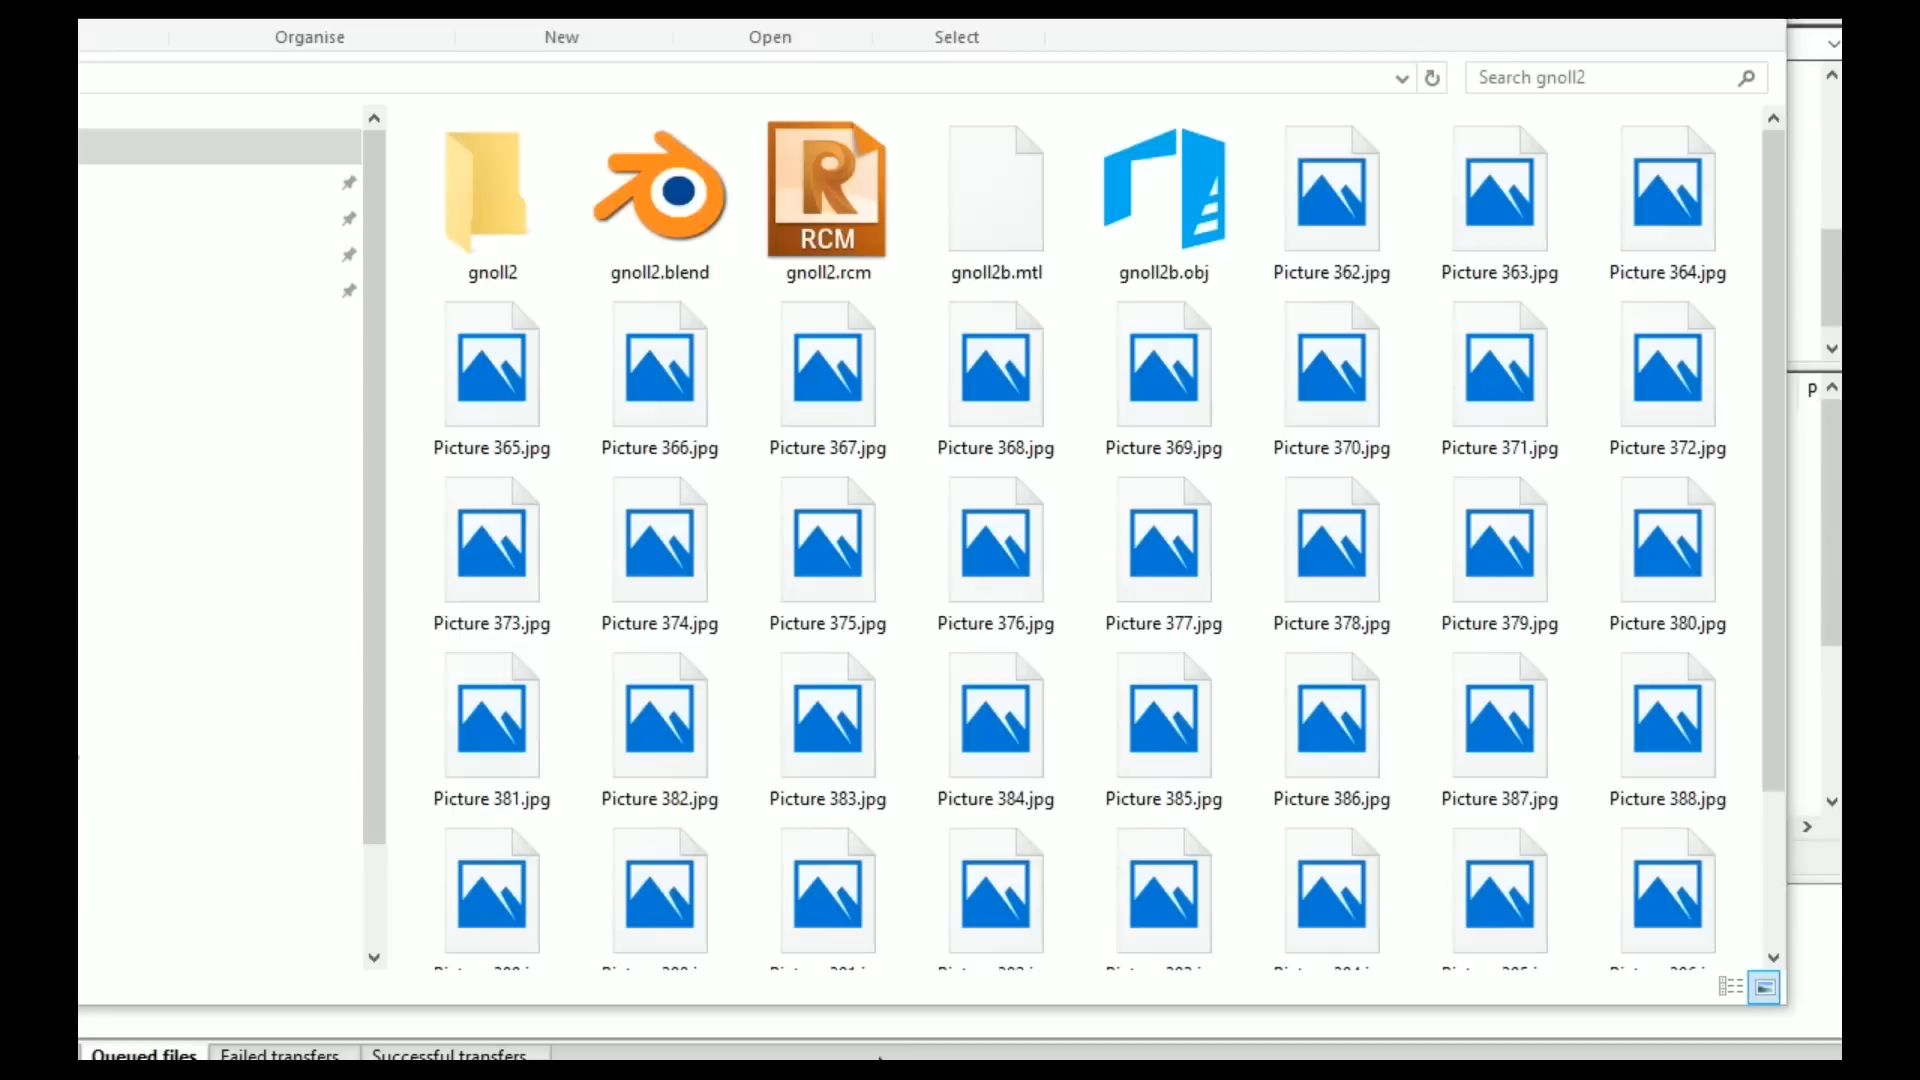 Organise New Open Select
Search gnoll2
RCM
gnoll2 gnoll2.blend gnoll2.rcm gnoll2b.mtl gnoll2b.obj Picture 362.jpg Picture 363.jpg Picture 364.jpg
p
Picture 365.jpg Picture 366.jpg Picture 367.jpg Picture 368.jpg Picture 369.jpg Picture 370.jpg Picture 371.jpg Picture 372.jpg
Picture 373.jpg Picture 374.jpg Picture 375.jpg Picture 376.jpg Picture 377.jpg Picture 378.jpg Picture 379.jpg Picture 380.jpg
Picture 381.jpg Picture 382.jpg Picture 383.jpg Picture 384.jpg Picture 385.jpg Picture 386.jpg Picture 387.jpg Picture 388.jpg
Queued files Failed transfers Successful transfers